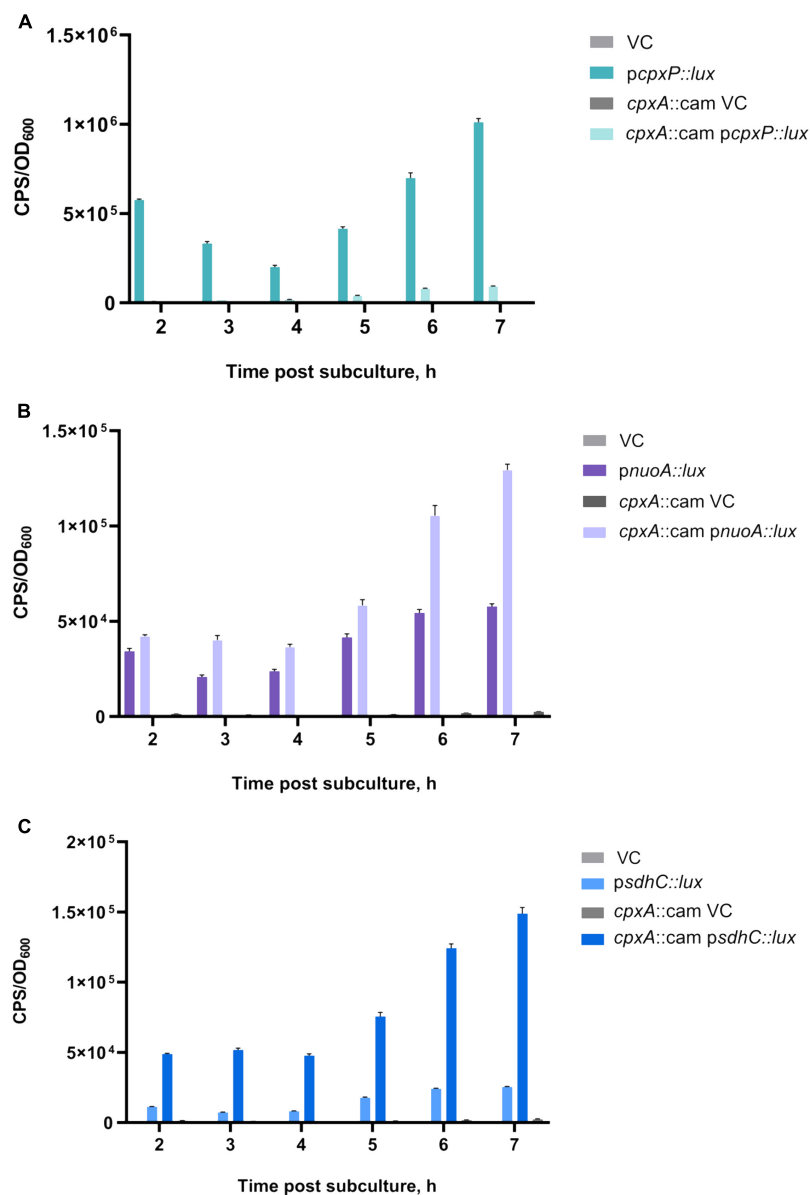 A
1.5×10⁶
1×10⁶
5×10⁵
0
CPS/OD₆₀₀
2 3 4 5 6 7
Time post subculture, h
VC
pcpxP::lux
cpxA::cam VC
cpxA::cam pcpxP::lux
B
1.5×10⁵
1×10⁵
5×10⁴
0
CPS/OD₆₀₀
2 3 4 5 6 7
Time post subculture, h
VC
pnuoA::lux
cpxA::cam VC
cpxA::cam pnuoA::lux
C
2×10⁵
1.5×10⁵
1×10⁵
5×10⁴
0
CPS/OD₆₀₀
2 3 4 5 6 7
Time post subculture, h
VC
psdhC::lux
cpxA::cam VC
cpxA::cam psdhC::lux